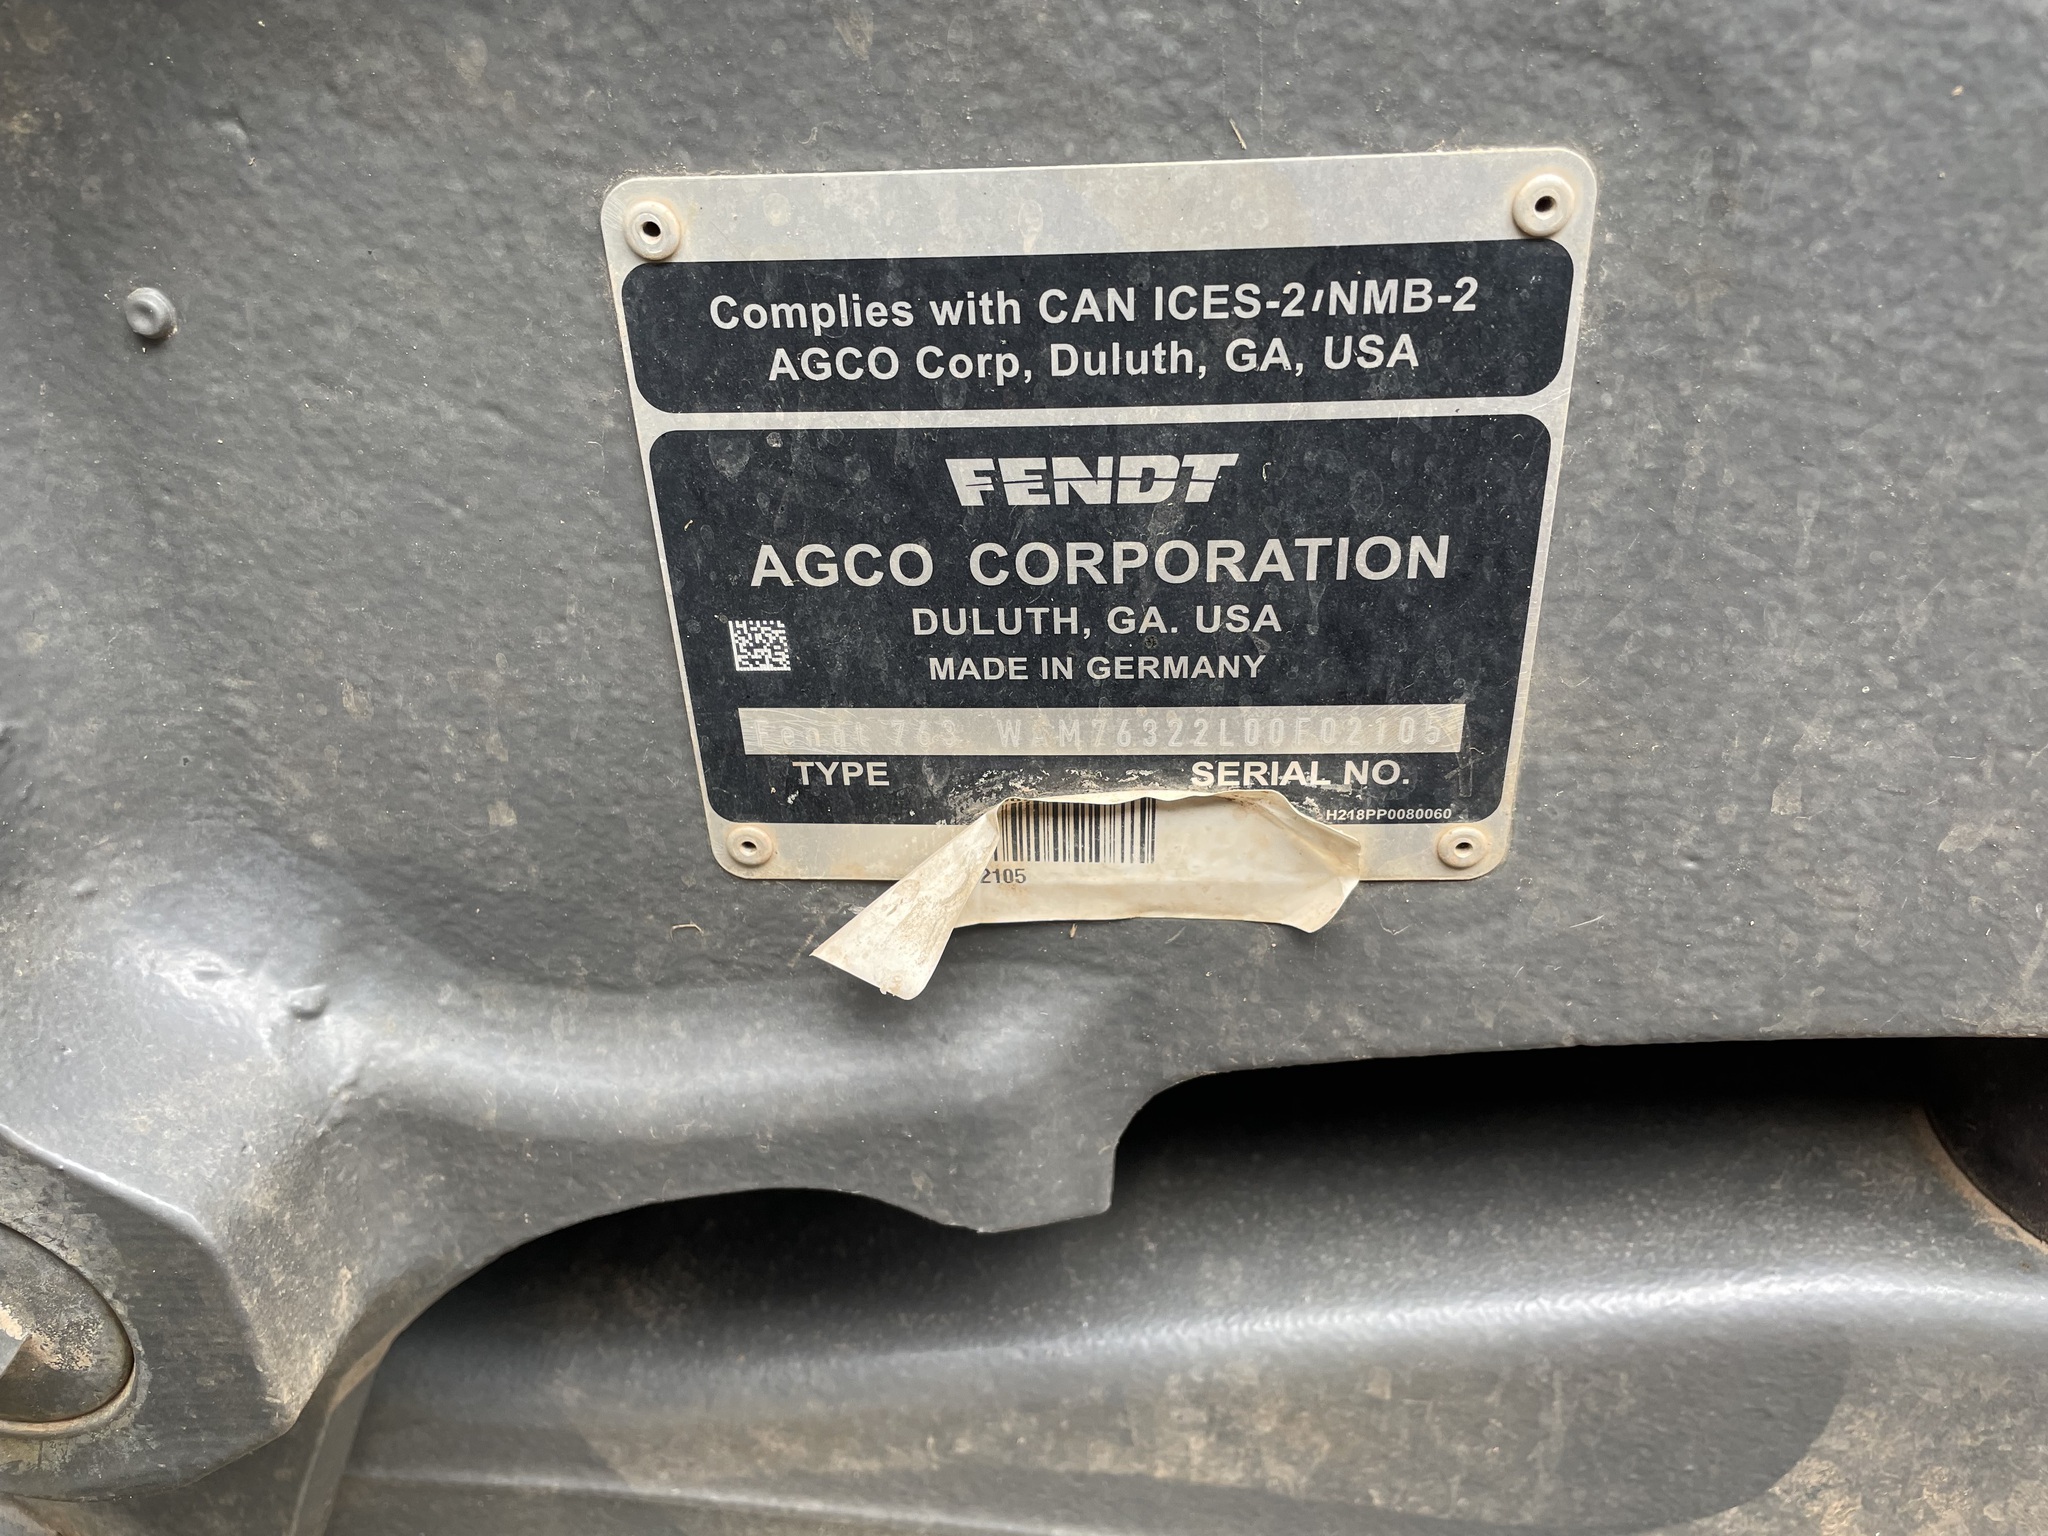 Complies with CAN ICES-2/NMB-2
AGCO Corp, Duluth, GA, USA
FENDT
AGCO CORPORATION
DULUTH, GA. USA
MADE IN GERMANY
Fendt 763 WAM76322L00F02105
TYPE SERIAL NO.
H218PP0080060
2105